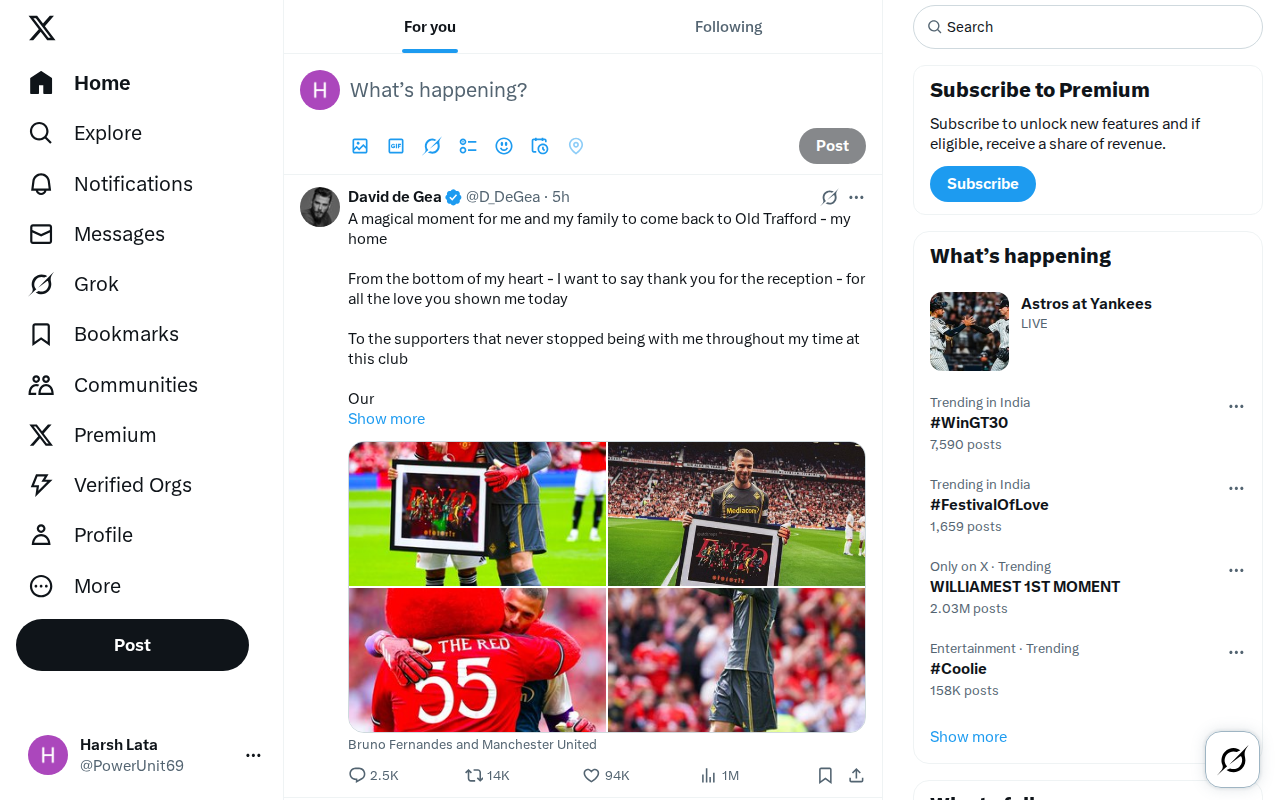 Home
Explore
Notifications
Messages
Grok
Bookmarks
Communities
Premium
Verified Orgs
Profile
More
Post
H
Harsh Lata
@PowerUnit69
For you
Following
H
What's happening?
GIF
Post
David de Gea @D_DeGea · 5h
A magical moment for me and my family to come back to Old Trafford - my
home
From the bottom of my heart - I want to say thank you for the reception - for
all the love you shown me today
To the supporters that never stopped being with me throughout my time at
this club
Our
Show more
Mediacom
THE RED
55
Bruno Fernandes and Manchester United
2.5K
14K
94K
1M
Search
Subscribe to Premium
Subscribe to unlock new features and if
eligible, receive a share of revenue.
Subscribe
What's happening
Astros at Yankees
LIVE
Trending in India
#WinGT30
7,590 posts
Trending in India
#FestivalOfLove
1,659 posts
Only on X · Trending
WILLIAMEST 1ST MOMENT
2.03M posts
Entertainment · Trending
#Coolie
158K posts
Show more